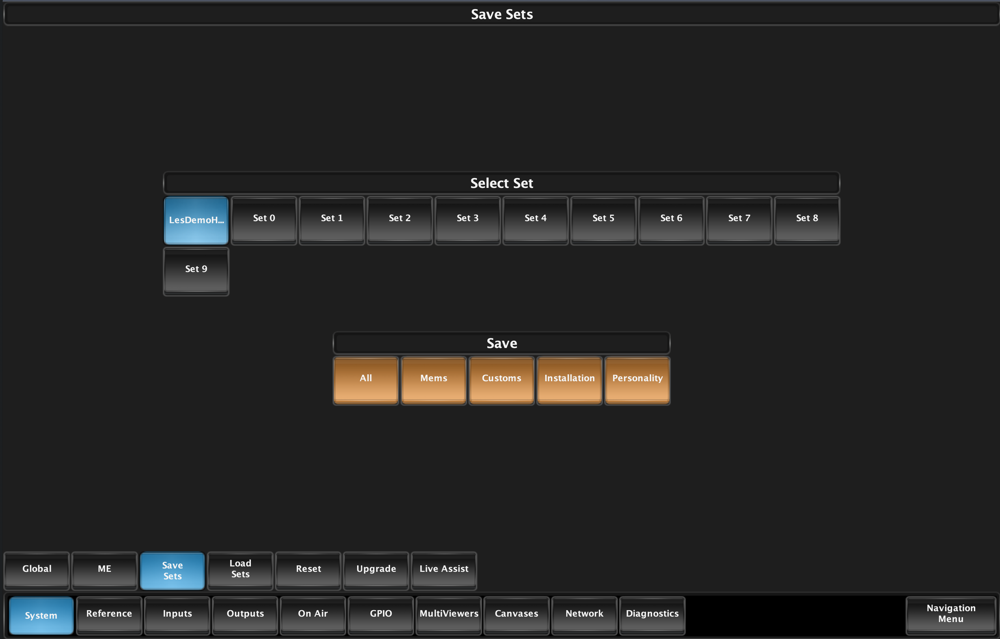 Save Sets
Select Set
LesDemoH...
Set 0
Set 1
Set 2
Set 3
Set 4
Set 5
Set 6
Set 7
Set 8
Set 9
Save
All
Mems
Customs
Installation
Personality
Global
ME
Save
Sets
Load
Sets
Reset
Upgrade
Live Assist
System
Reference
Inputs
Outputs
On Air
GPIO
MultiViewers
Canvases
Network
Diagnostics
Navigation
Menu